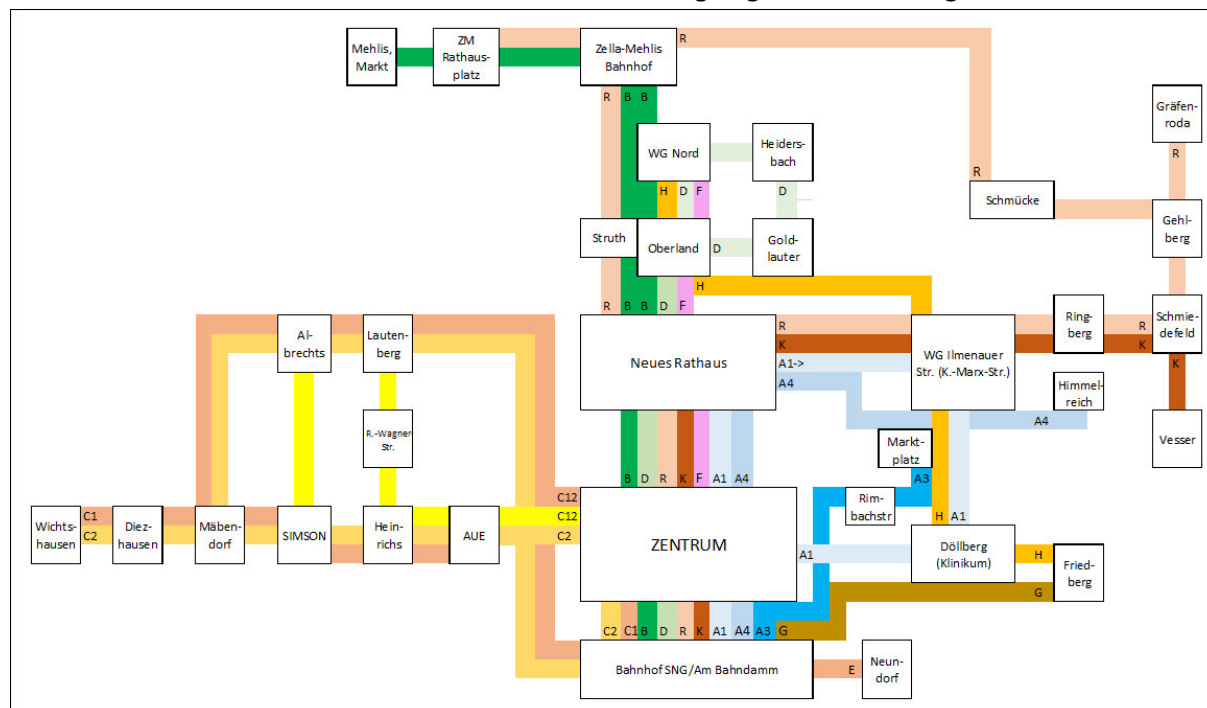 Mehlis,
Markt
ZM
Rathaus-
platz
Zella-Mehlis
Bahnhof
R
R B B
WG Nord
Heiders-
bach
Gräfen-
roda
R
H D F
D
R
Schmücke
Gehl-
berg
Struth
Oberland
D
Gold-
lauter
H
R B B D F
Al-
brechts
Lauten-
berg
Neues Rathaus
R
K
A1->
A4
WG Ilmenauer
Str. (K.-Marx-Str.)
Ring-
berg
R
K
Schmie-
defeld
K
Himmel-
reich
A4
Vesser
R.-Wagner-
Str.
Markt-
platz
A3
B D R K F A1 A4
C12
C12
C2
ZENTRUM
Rim-
bachstr
H A1
Wichts-
hausen
C1
C2
Diez-
hausen
Mäben-
dorf
SIMSON
Hein-
richs
AUE
A1
Döllberg
(Klinikum)
H
G
Fried-
berg
C2 C1 B D R K A1 A4 A3 G
Bahnhof SNG/Am Bahndamm
E
Neun-
dorf